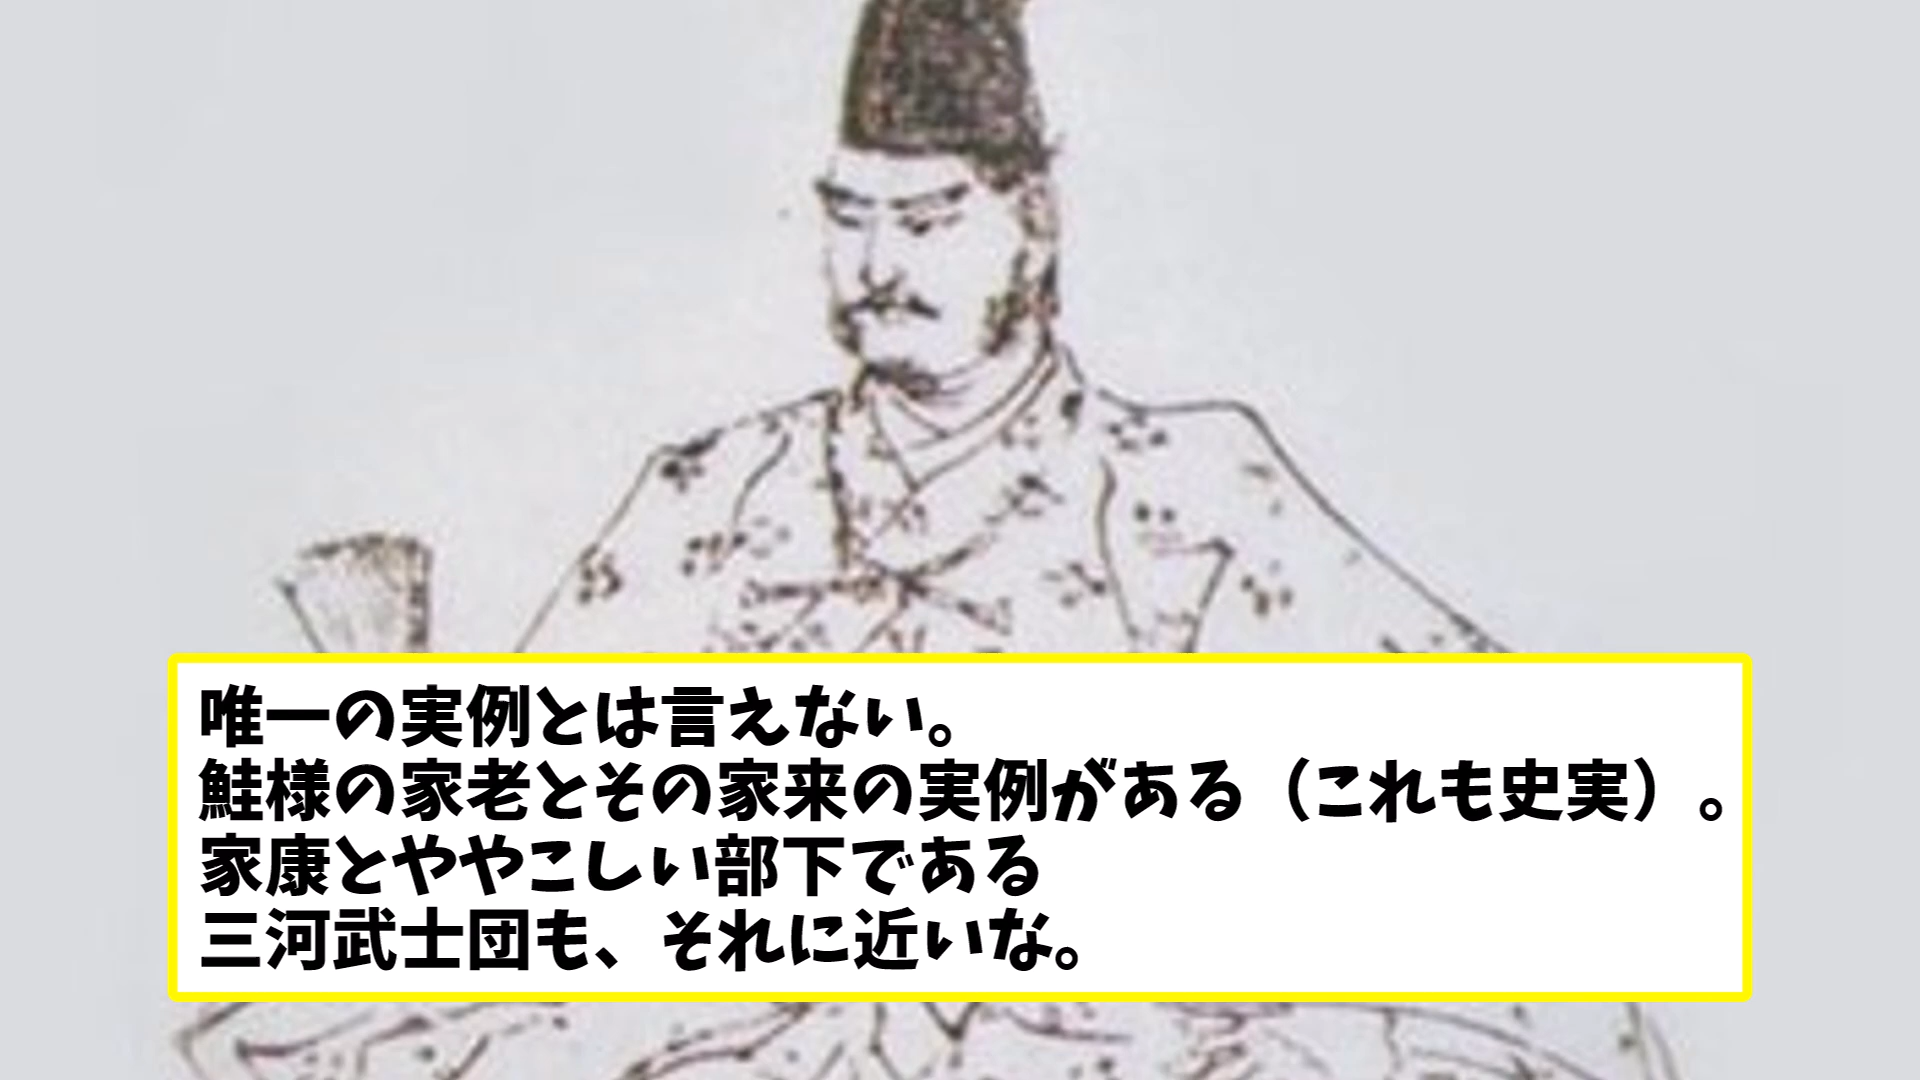 唯一の実例とは言えない。
鮭様の家老とその家来の実例がある（これも史実）。
家康とややこしい部下である
三河武士団も、それに近いな。